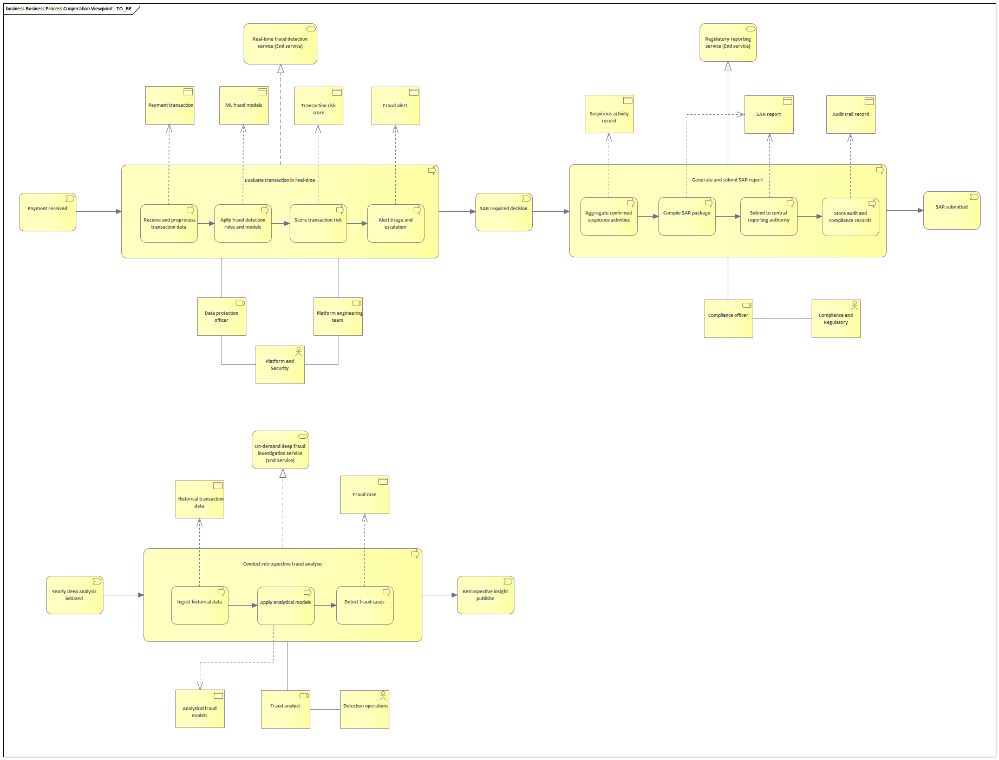 business Business Process Cooperation Viewpoint - TO_BE
Real-time fraud detection
service (End service)
Regulatory reporting
service (End service)
Payment transaction
ML fraud models
Transaction risk
score
Fraud alert
Suspicious activity
record
SAR report
Audit trail record
Evaluate transaction in real-time
Generate and submit SAR report
Payment received
Receive and preprocess
transaction data
Aplly fraud detection
rules and models
Score transaction risk
Alert triage and
escalation
SAR required decision
Aggregate confirmed
suspicious activities
Compile SAR package
Submit to central
reporting authority
Store audit and
compliance records
SAR submitted
Data protection
officer
Platform engineering
team
Compliance officer
Compliance and
Regulatory
Platform and
Security
On-demand deep fraud
investigation service
(End Service)
Historical transaction
data
Fraud case
Conduct retrospective fraud analysis
Yearly deep analysis
initiated
Ingest historical data
Apply analytical models
Detect fraud cases
Retrospective insight
publishe
Analytical fraud
models
Fraud analyst
Detection operations